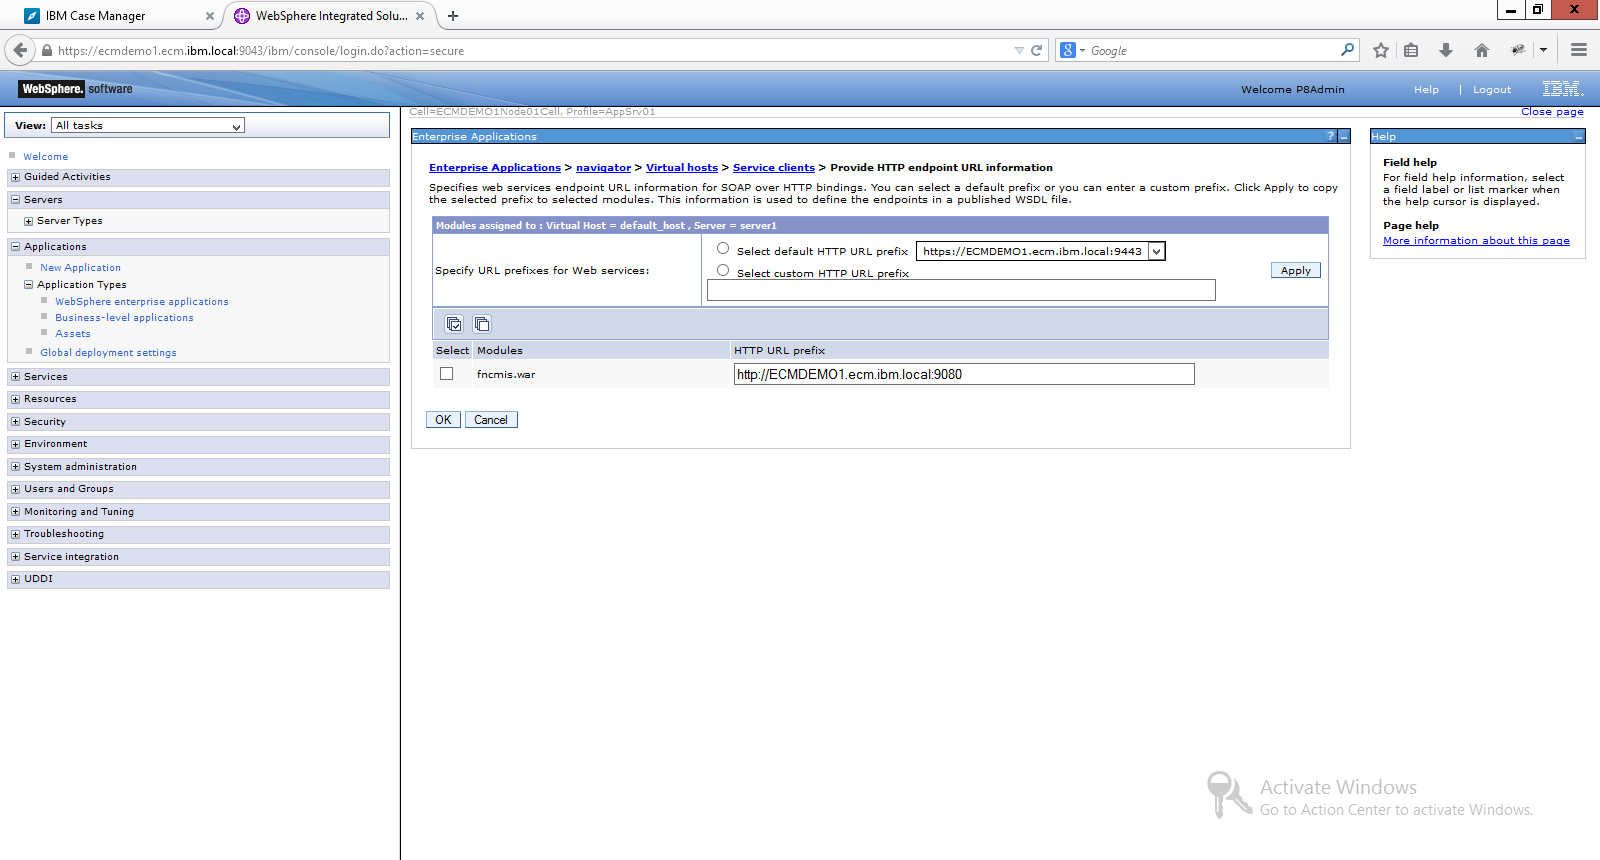 IBM Case Manager
WebSphere Integrated Solu...
https://ecmdemo1.ecm.ibm.local:9043/ibm/console/login.do?action=secure
Google
WebSphere. software
Welcome P8Admin
Help | Logout
IBM.
View: All tasks
Welcome
Guided Activities
Servers
Server Types
Applications
New Application
Application Types
WebSphere enterprise applications
Business-level applications
Assets
Global deployment settings
Services
Resources
Security
Environment
System administration
Users and Groups
Monitoring and Tuning
Troubleshooting
Service integration
UDDI
Cell=ECMDEMO1Node01Cell, Profile=AppSrv01
Close page
Enterprise Applications
Enterprise Applications > navigator > Virtual hosts > Service clients > Provide HTTP endpoint URL information
Specifies web services endpoint URL information for SOAP over HTTP bindings. You can select a default prefix or you can enter a custom prefix. Click Apply to copy
the selected prefix to selected modules. This information is used to define the endpoints in a published WSDL file.
Modules assigned to : Virtual Host = default_host , Server = server1
Specify URL prefixes for Web services:
Select default HTTP URL prefix https://ECMDEMO1.ecm.ibm.local:9443
Select custom HTTP URL prefix
Apply
Select Modules HTTP URL prefix
fncmis.war http://ECMDEMO1.ecm.ibm.local:9080
OK Cancel
Help
Field help
For field help information, select
a field label or list marker when
the help cursor is displayed.
Page help
More information about this page
Activate Windows
Go to Action Center to activate Windows.